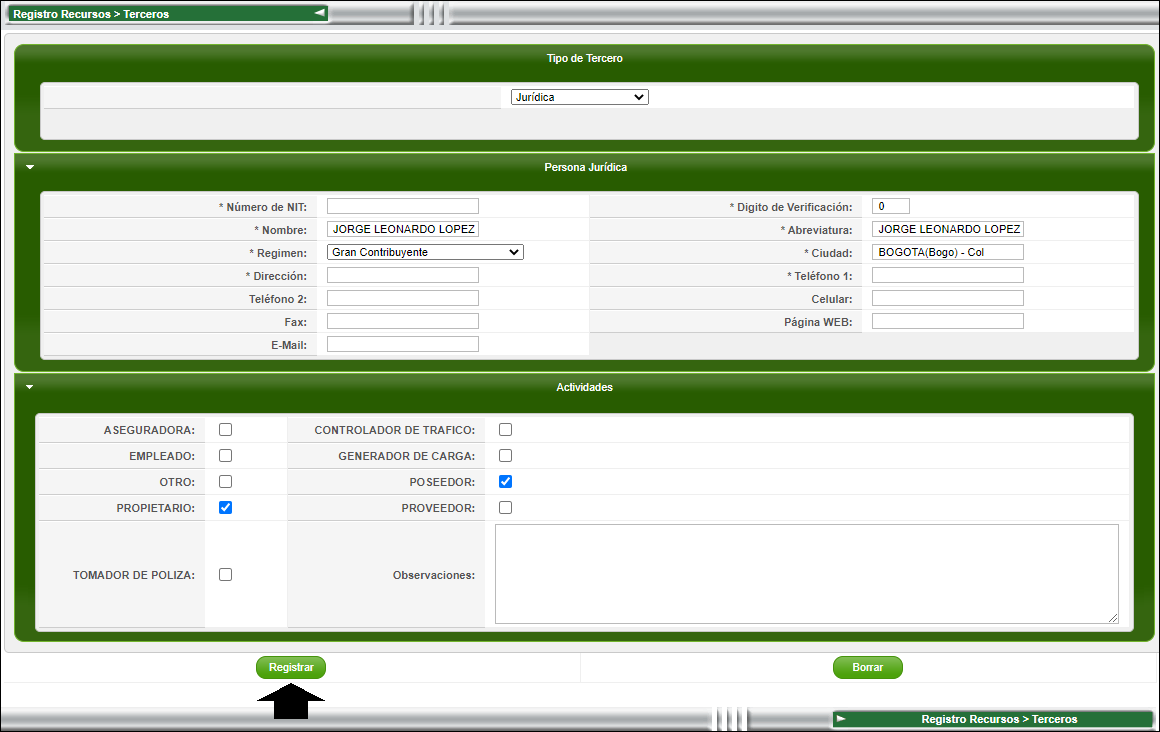 Registro Recursos > Terceros
Tipo de Tercero
Jurídica
Persona Jurídica
* Número de NIT:
* Digito de Verificación: 0
* Nombre: JORGE LEONARDO LOPEZ
* Abreviatura: JORGE LEONARDO LOPEZ
* Regimen: Gran Contribuyente
* Ciudad: BOGOTA(Bogo) - Col
* Dirección:
* Teléfono 1:
Teléfono 2:
Celular:
Fax:
Página WEB:
E-Mail:
Actividades
ASEGURADORA:
CONTROLADOR DE TRAFICO:
EMPLEADO:
GENERADOR DE CARGA:
OTRO:
POSEEDOR:
PROPIETARIO:
PROVEEDOR:
TOMADOR DE POLIZA:
Observaciones:
Registrar
Borrar
Registro Recursos > Terceros